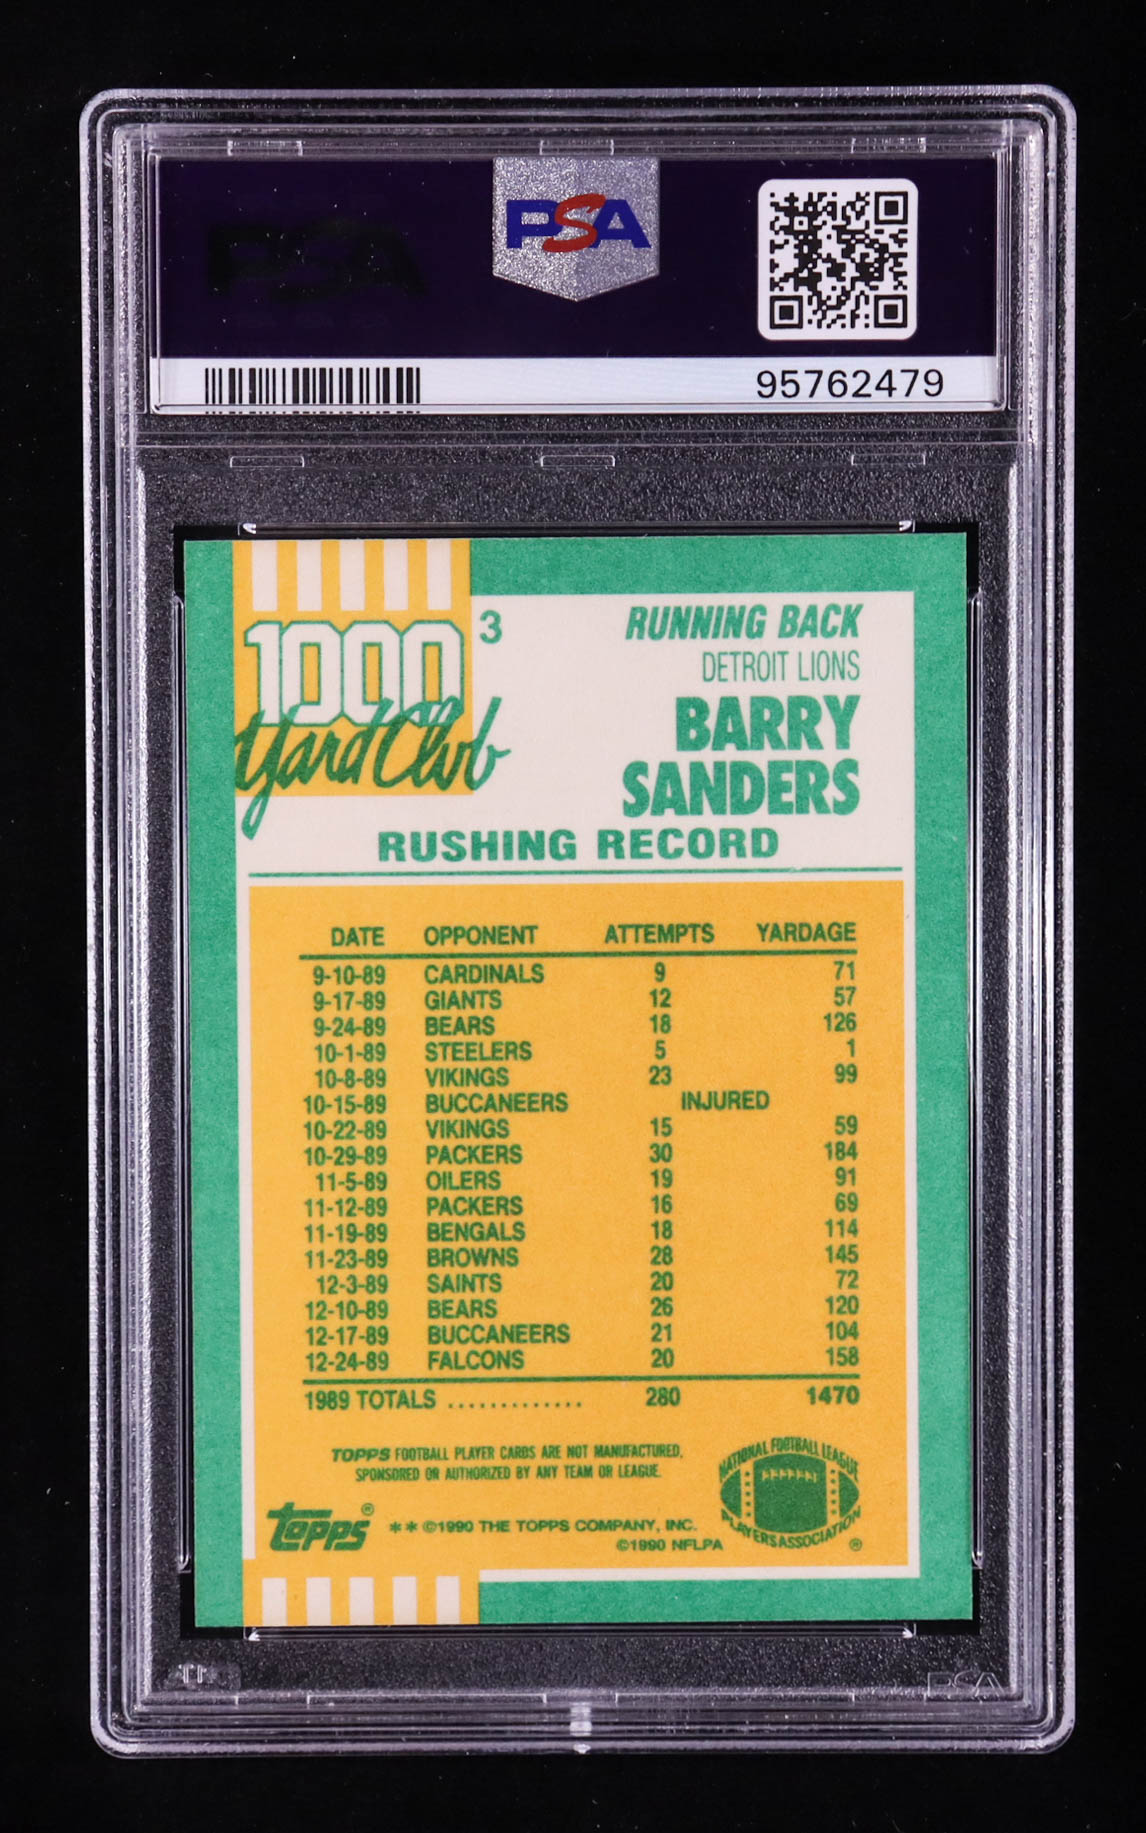 PSA
PSA
95762479
1000
Yard Club
3
RUNNING BACK
DETROIT LIONS
BARRY
SANDERS
RUSHING RECORD
DATE OPPONENT ATTEMPTS YARDAGE
9-10-89 CARDINALS 9 71
9-17-89 GIANTS 12 57
9-24-89 BEARS 18 126
10-1-89 STEELERS 5 1
10-8-89 VIKINGS 23 99
10-15-89 BUCCANEERS INJURED
10-22-89 VIKINGS 15 59
10-29-89 PACKERS 30 184
11-5-89 OILERS 19 91
11-12-89 PACKERS 16 69
11-19-89 BENGALS 18 114
11-23-89 BROWNS 28 145
12-3-89 SAINTS 20 72
12-10-89 BEARS 26 120
12-17-89 BUCCANEERS 21 104
12-24-89 FALCONS 20 158
1989 TOTALS ............. 280 1470
TOPPS FOOTBALL PLAYER CARDS ARE NOT MANUFACTURED,
SPONSORED OR AUTHORIZED BY ANY TEAM OR LEAGUE.
NATIONAL FOOTBALL LEAGUE
PLAYERS ASSOCIATION ®
topps® ** ©1990 THE TOPPS COMPANY, INC.
©1990 NFLPA
PSA